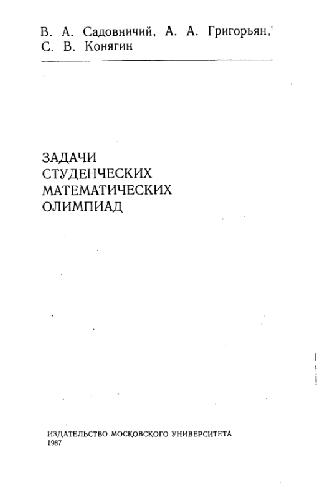 В. А. Садовничий, А. А. Григорьян,
С. В. Конягин
ЗАДАЧИ
СТУДЕНЧЕСКИХ
МАТЕМАТИЧЕСКИХ
ОЛИМПИАД
ИЗДАТЕЛЬСТВО МОСКОВСКОГО УНИВЕРСИТЕТА
1987